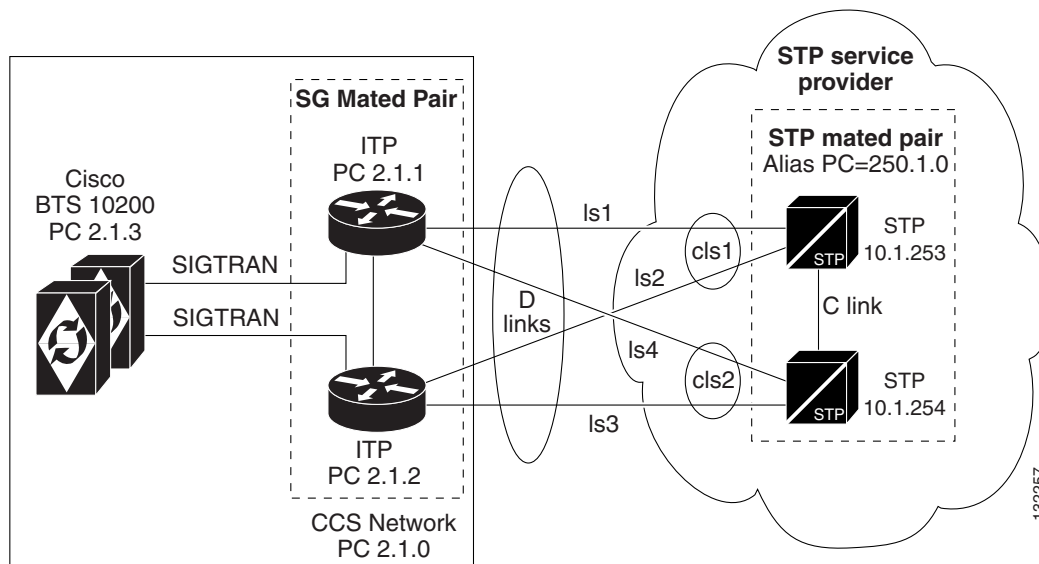 SG Mated Pair
ITP
PC 2.1.1
Cisco
BTS 10200
PC 2.1.3
SIGTRAN
SIGTRAN
ITP
PC 2.1.2
CCS Network
PC 2.1.0
D
links
ls1
ls2
ls4
ls3
cls1
cls2
STP service
provider
STP mated pair
Alias PC=250.1.0
STP
STP
10.1.253
C link
STP
STP
10.1.254
132257